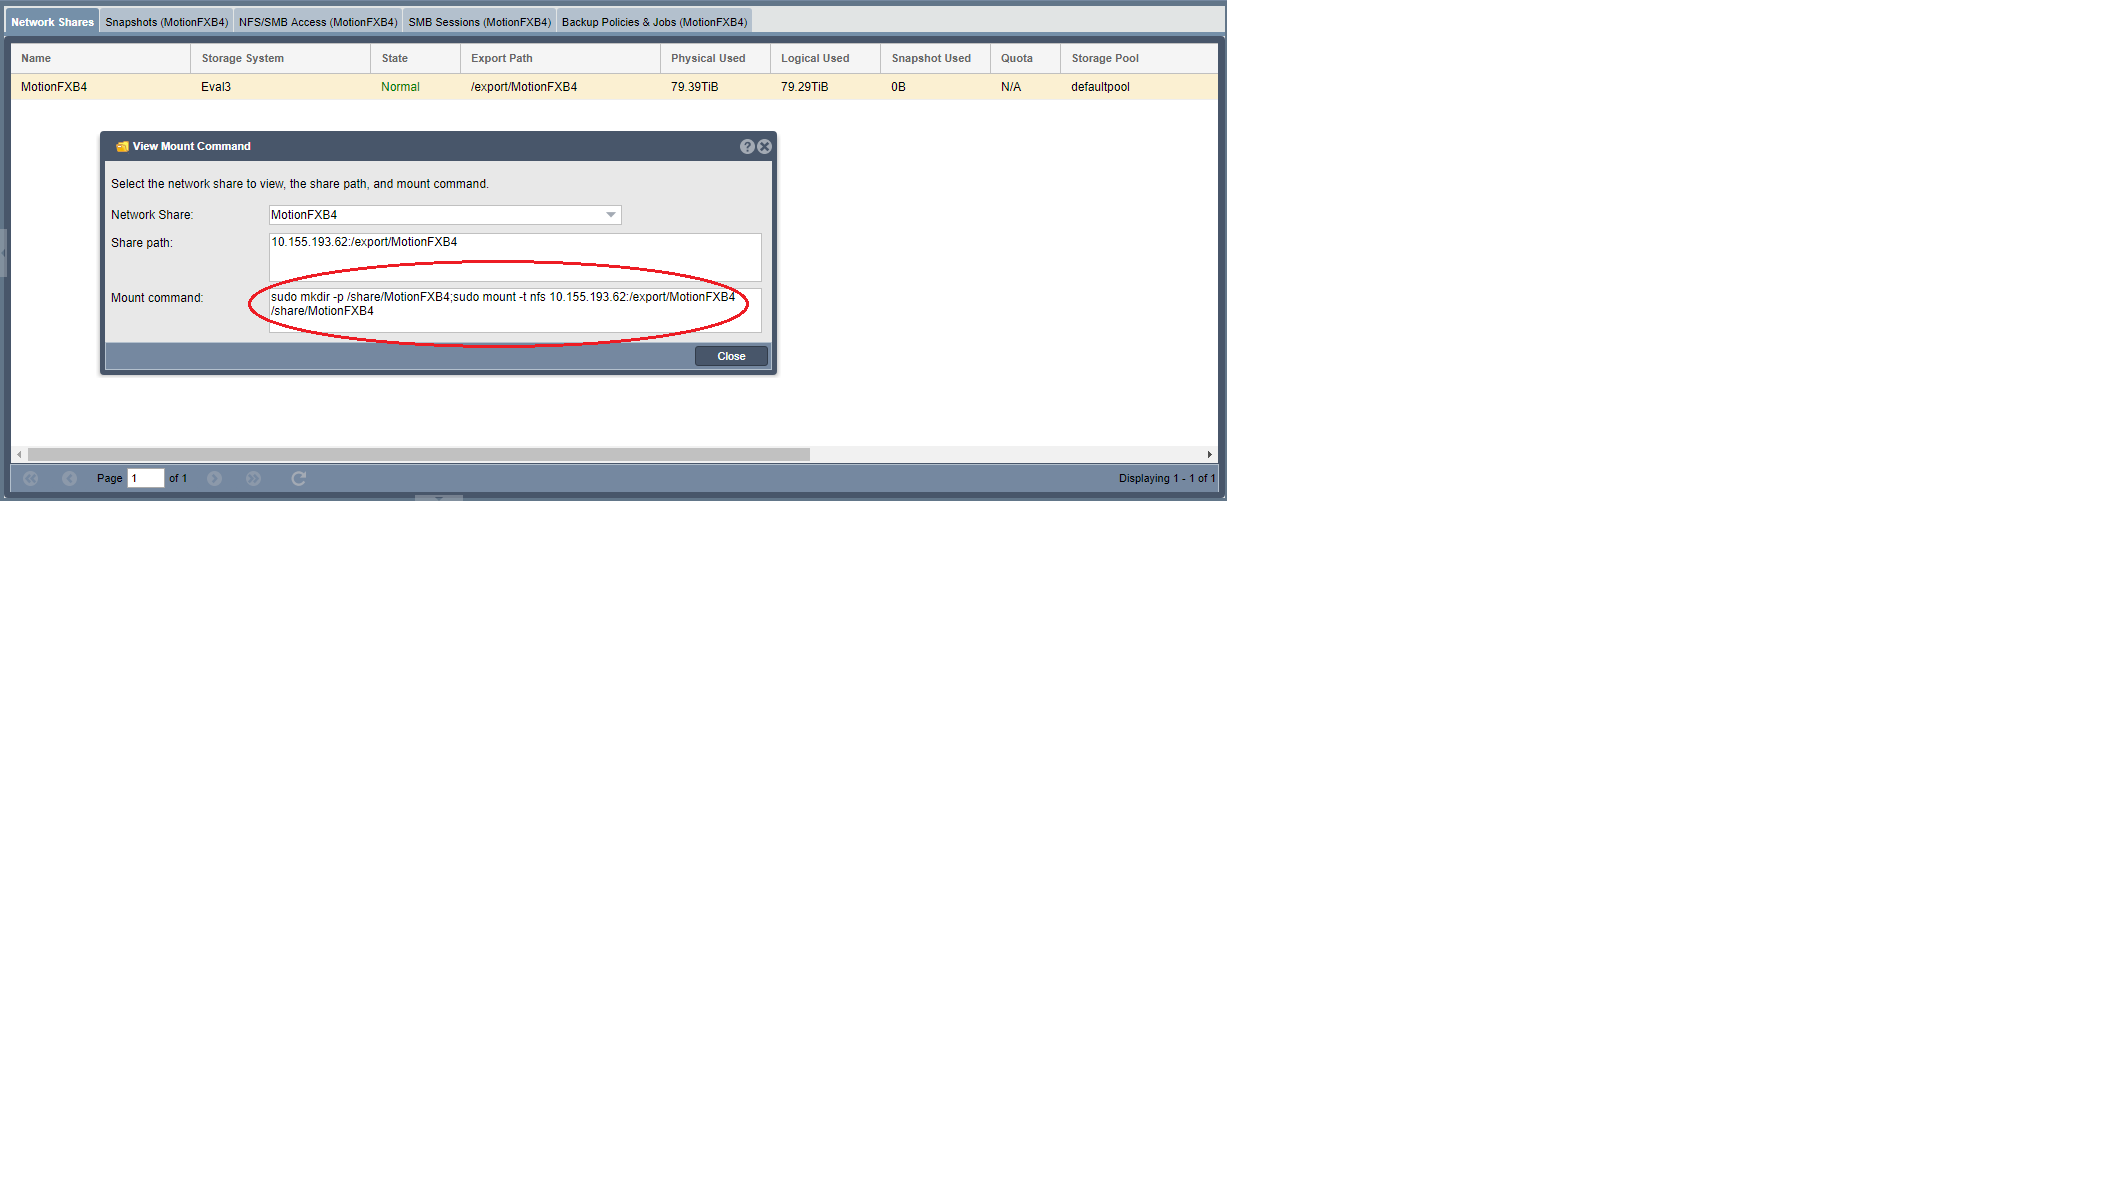 Network Shares Snapshots (MotionFXB4) NFS/SMB Access (MotionFXB4) SMB Sessions (MotionFXB4) Backup Policies & Jobs (MotionFXB4)
Name Storage System State Export Path Physical Used Logical Used Snapshot Used Quota Storage Pool
MotionFXB4 Eval3 Normal /export/MotionFXB4 79.39TiB 79.29TiB 0B N/A defaultpool
View Mount Command
Select the network share to view, the share path, and mount command.
Network Share: MotionFXB4
Share path: 10.155.193.62:/export/MotionFXB4
Mount command: sudo mkdir -p /share/MotionFXB4;sudo mount -t nfs 10.155.193.62:/export/MotionFXB4
/share/MotionFXB4
Close
Page 1 of 1 Displaying 1 - 1 of 1